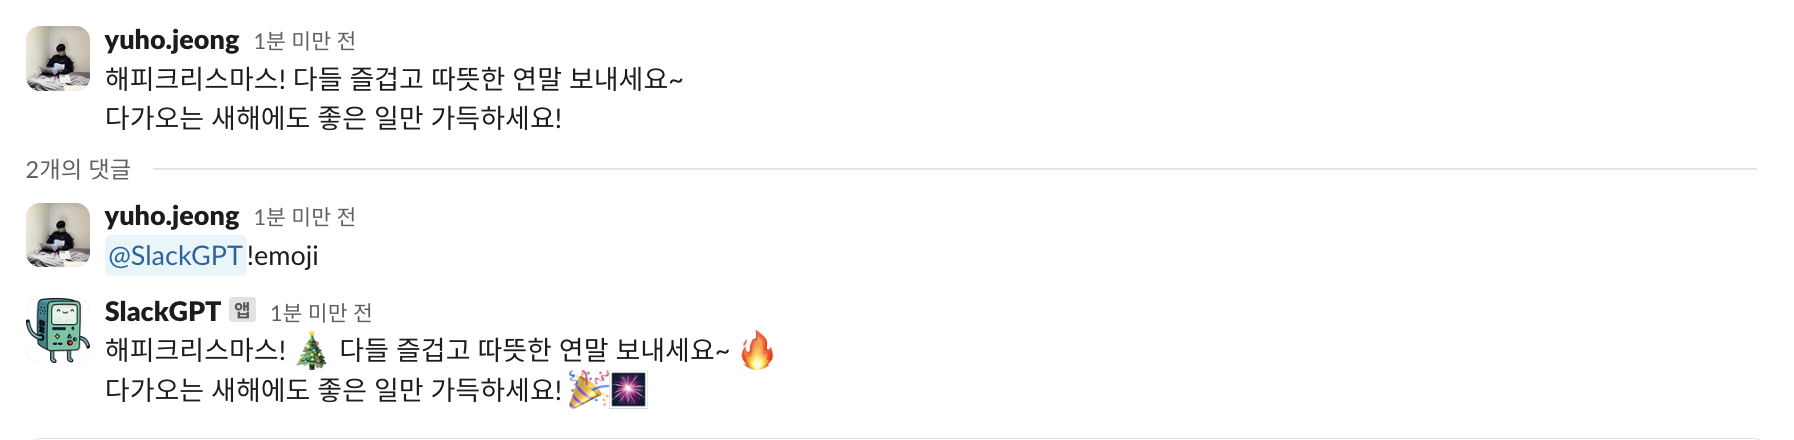 yuho.jeong 1분 미만 전
해피크리스마스! 다들 즐겁고 따뜻한 연말 보내세요~
다가오는 새해에도 좋은 일만 가득하세요!
2개의 댓글
yuho.jeong 1분 미만 전
@SlackGPT!emoji
SlackGPT 앱 1분 미만 전
해피크리스마스! 🎄 다들 즐겁고 따뜻한 연말 보내세요~ 🔥
다가오는 새해에도 좋은 일만 가득하세요! 🎉🎆